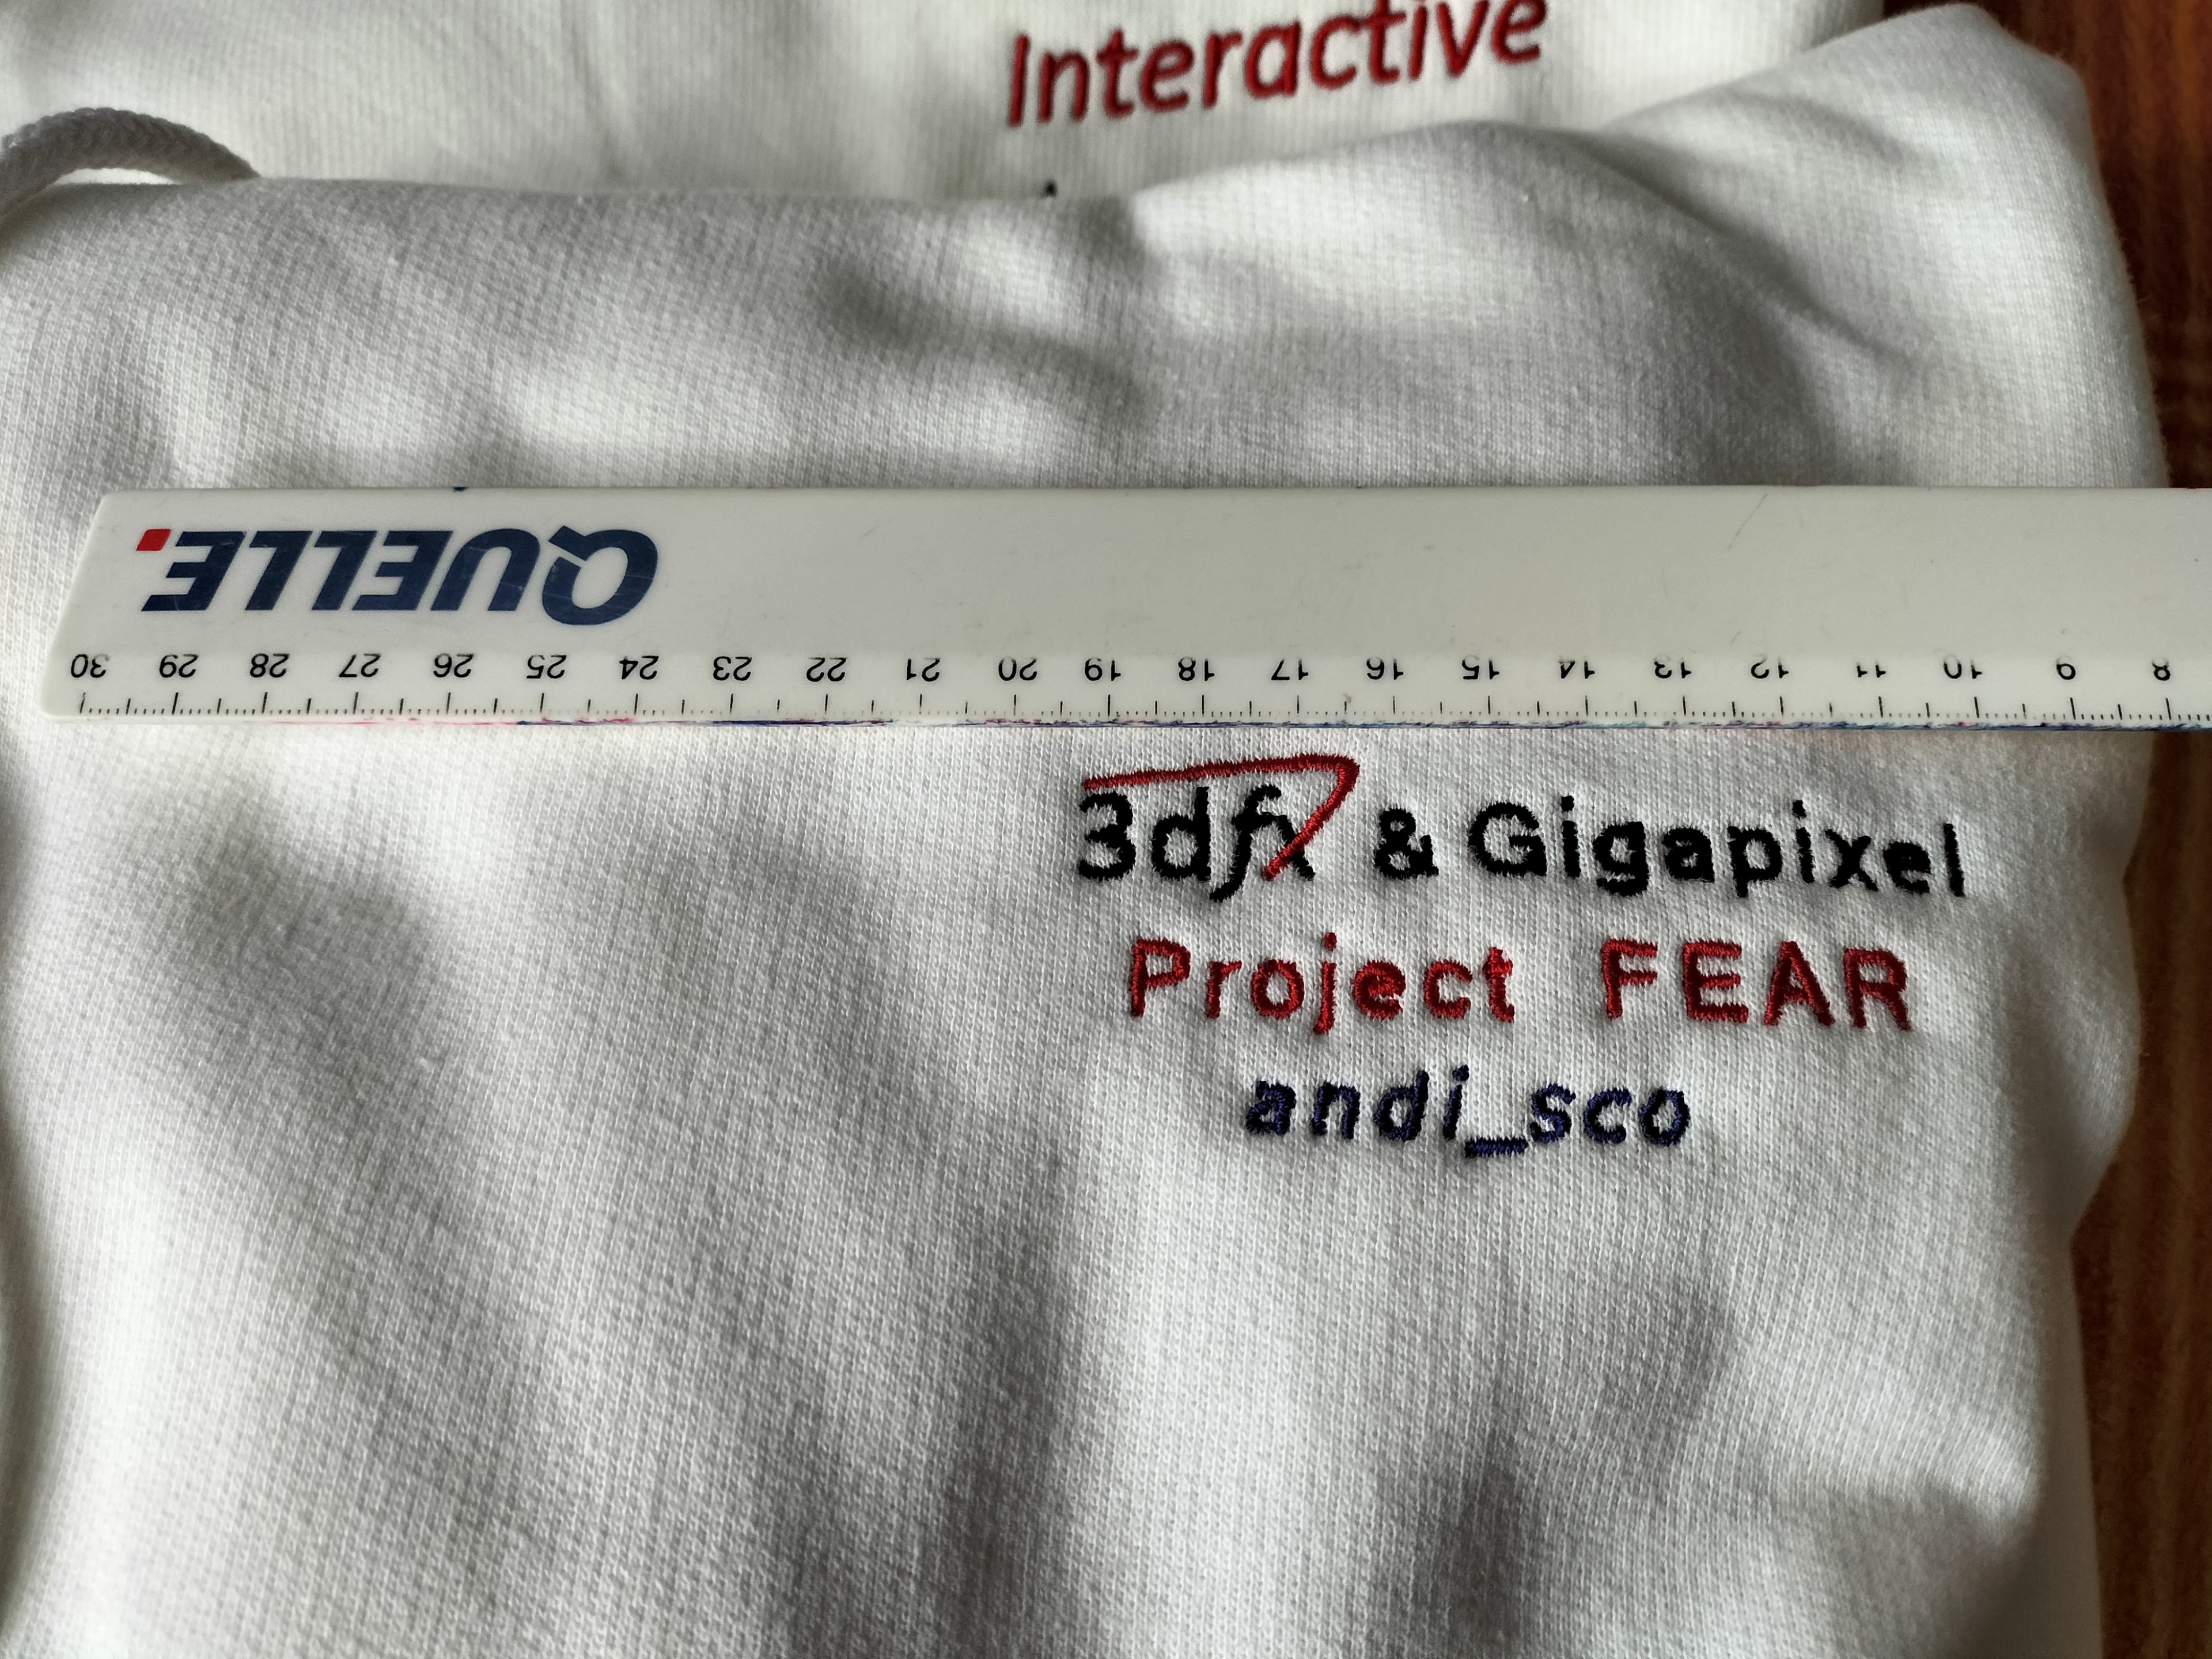 Interactive
QUELLE.
30 29 28 27 26 25 24 23 22 21 20 19 18 17 16 15 14 13 12 11 10 9 8
3dfx & Gigapixel
Project FEAR
andi_sco